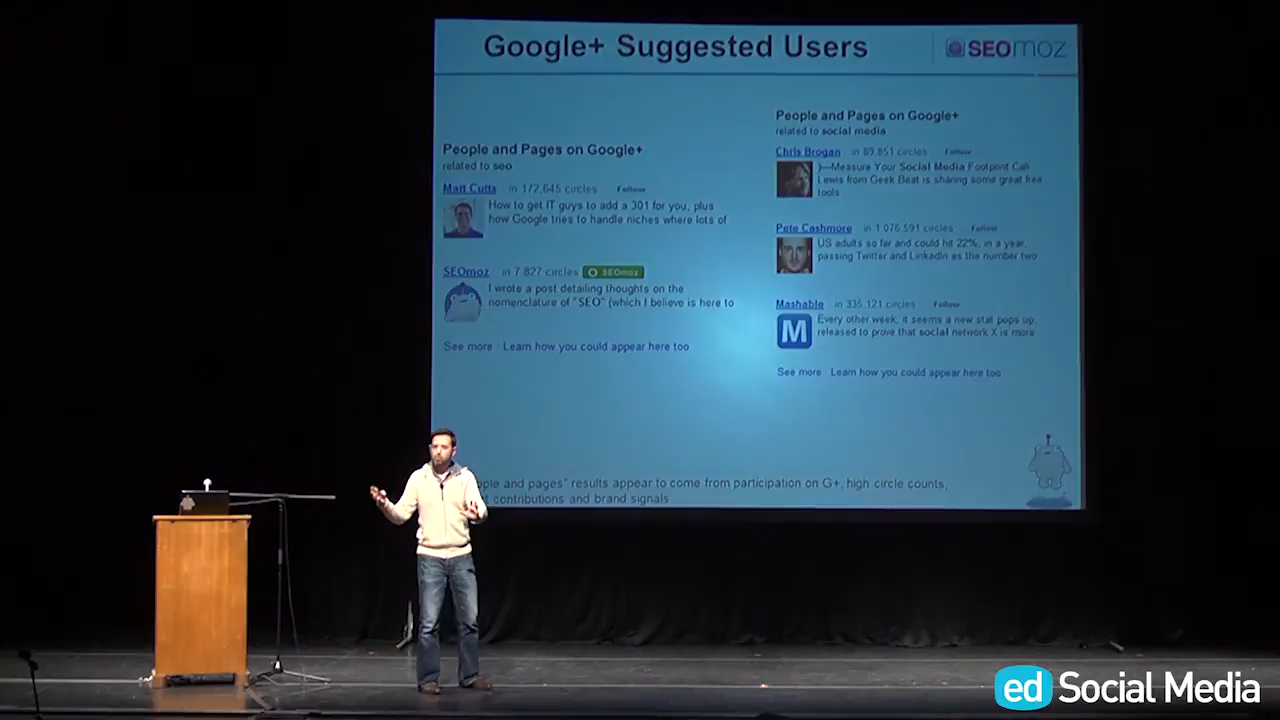 Google+ Suggested Users
SEOmoz
People and Pages on Google+
related to seo
Matt Cutts in 172,645 circles Follow
How to get IT guys to add a 301 for you, plus
how Google tries to handle niches where lots of
SEOmoz in 7 827 circles SEOmoz
I wrote a post detailing thoughts on the
nomenclature of "SEO" (which I believe is here to
See more - Learn how you could appear here too
People and Pages on Google+
related to social media
Chris Brogan in 89,851 circles Follow
Measure Your Social Media Footprint Cali
Lewis from Geek Beat is sharing some great free
tools
Pete Cashmore in 1 076,591 circles Follow
US adults so far and could hit 22%, in a year,
passing Twitter and LinkedIn as the number two
Mashable in 335,121 circles Follow
Every other week, it seems a new stat pops up,
released to prove that social network X is more
See more - Learn how you could appear here too
pages" results appear to come from participation on G+, high circle counts,
contributions and brand signals
ed Social Media